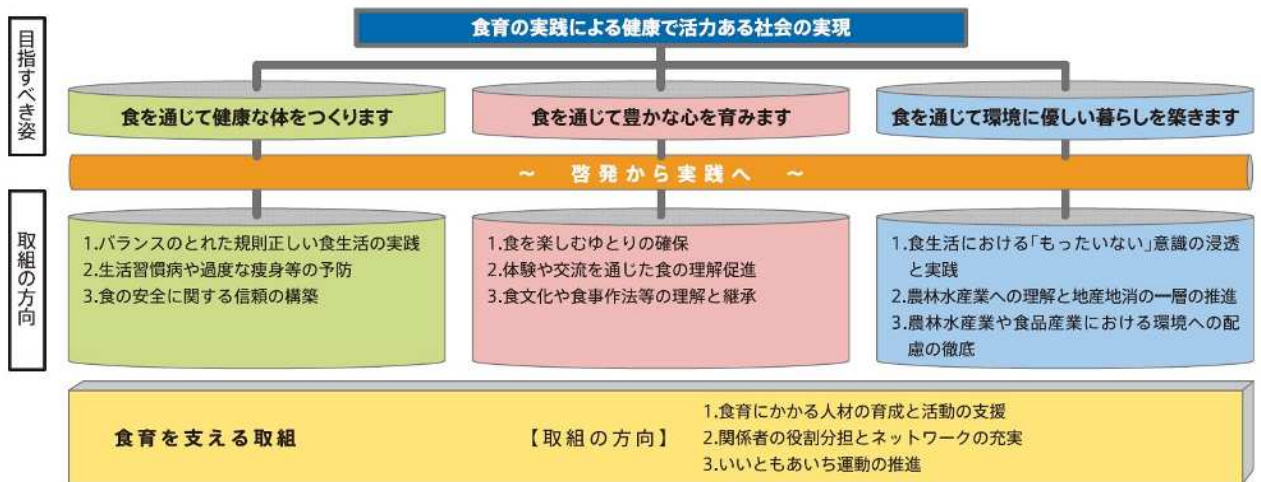 目指すべき姿
食育の実践による健康で活力ある社会の実現
食を通じて健康な体をつくります
食を通じて豊かな心を育みます
食を通じて環境に優しい暮らしを築きます
～ 啓発から実践へ ～
取組の方向
1.バランスのとれた規則正しい食生活の実践
2.生活習慣病や過度な痩身等の予防
3.食の安全に関する信頼の構築
1.食を楽しむゆとりの確保
2.体験や交流を通じた食の理解促進
3.食文化や食事作法等の理解と継承
1.食生活における「もったいない」意識の浸透
と実践
2.農林水産業への理解と地産地消の一層の推進
3.農林水産業や食品産業における環境への配
慮の徹底
食育を支える取組
【取組の方向】
1.食育にかかる人材の育成と活動の支援
2.関係者の役割分担とネットワークの充実
3.いいともあいち運動の推進